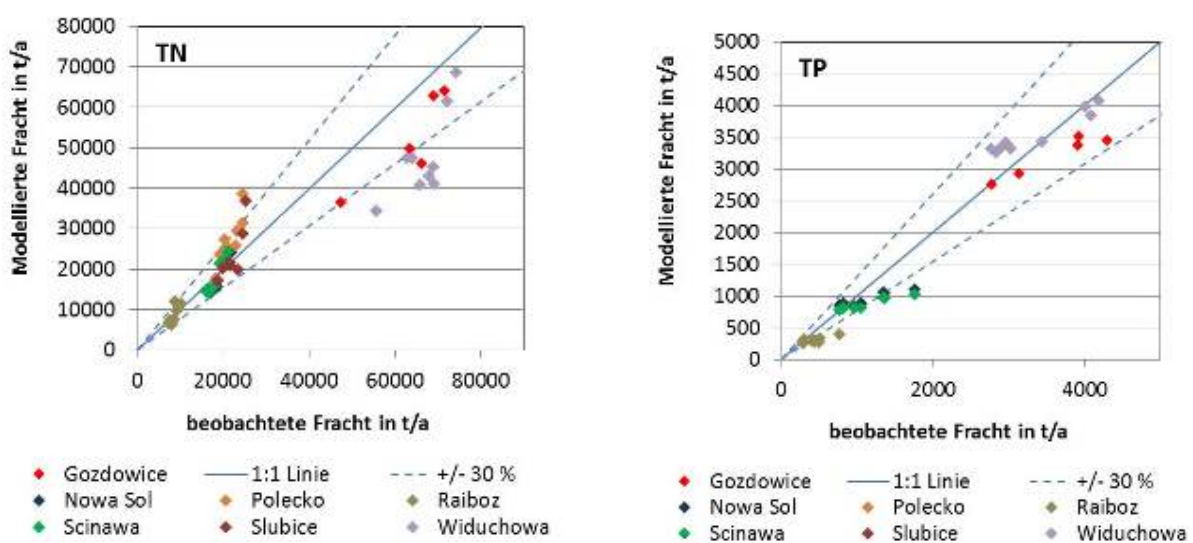 TN
Modellierte Fracht in t/a
80000
70000
60000
50000
40000
30000
20000
10000
0
0 20000 40000 60000 80000
beobachtete Fracht in t/a
Gozdowice 1:1 Linie +/- 30 %
Nowa Sol Polecko Raiboz
Scinawa Slubice Widuchowa
TP
Modellierte Fracht in t/a
5000
4500
4000
3500
3000
2500
2000
1500
1000
500
0
0 2000 4000
beobachtete Fracht in t/a
Gozdowice 1:1 Linie +/- 30 %
Nowa Sol Polecko Raiboz
Scinawa Slubice Widuchowa